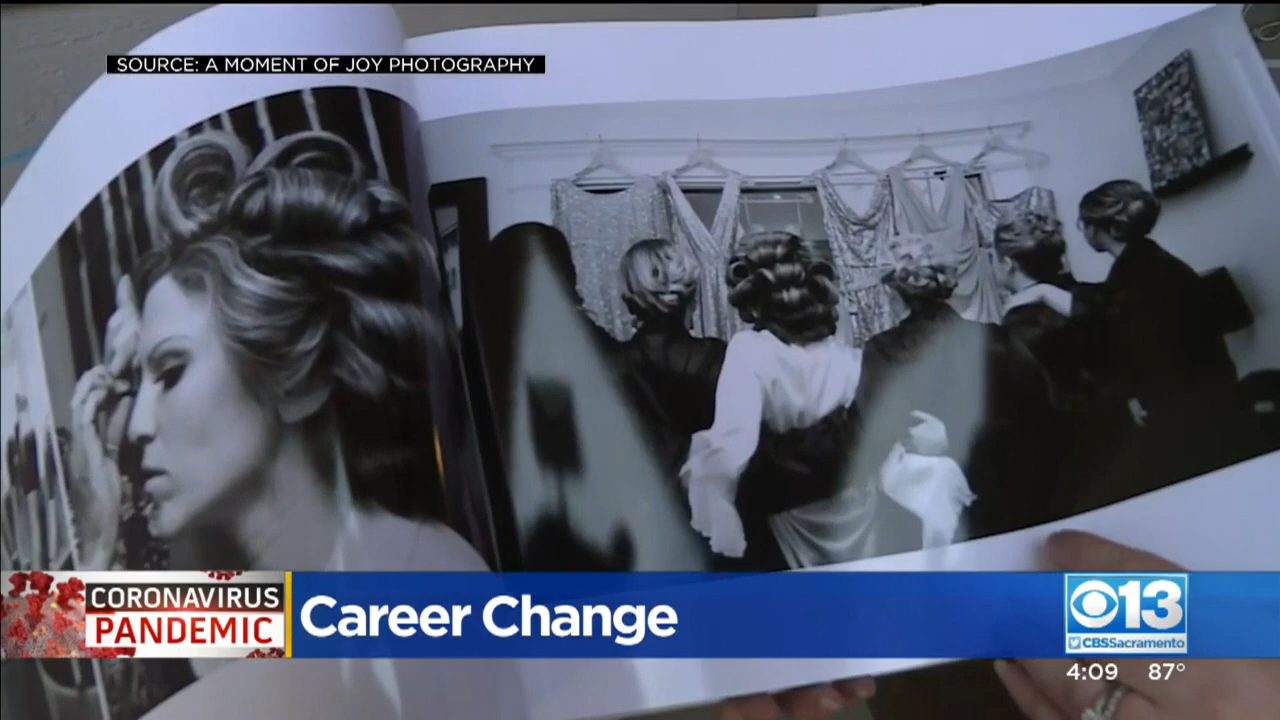 SOURCE: A MOMENT OF JOY PHOTOGRAPHY
CORONAVIRUS
PANDEMIC
Career Change
13
CBSSacramento
4:09 87°